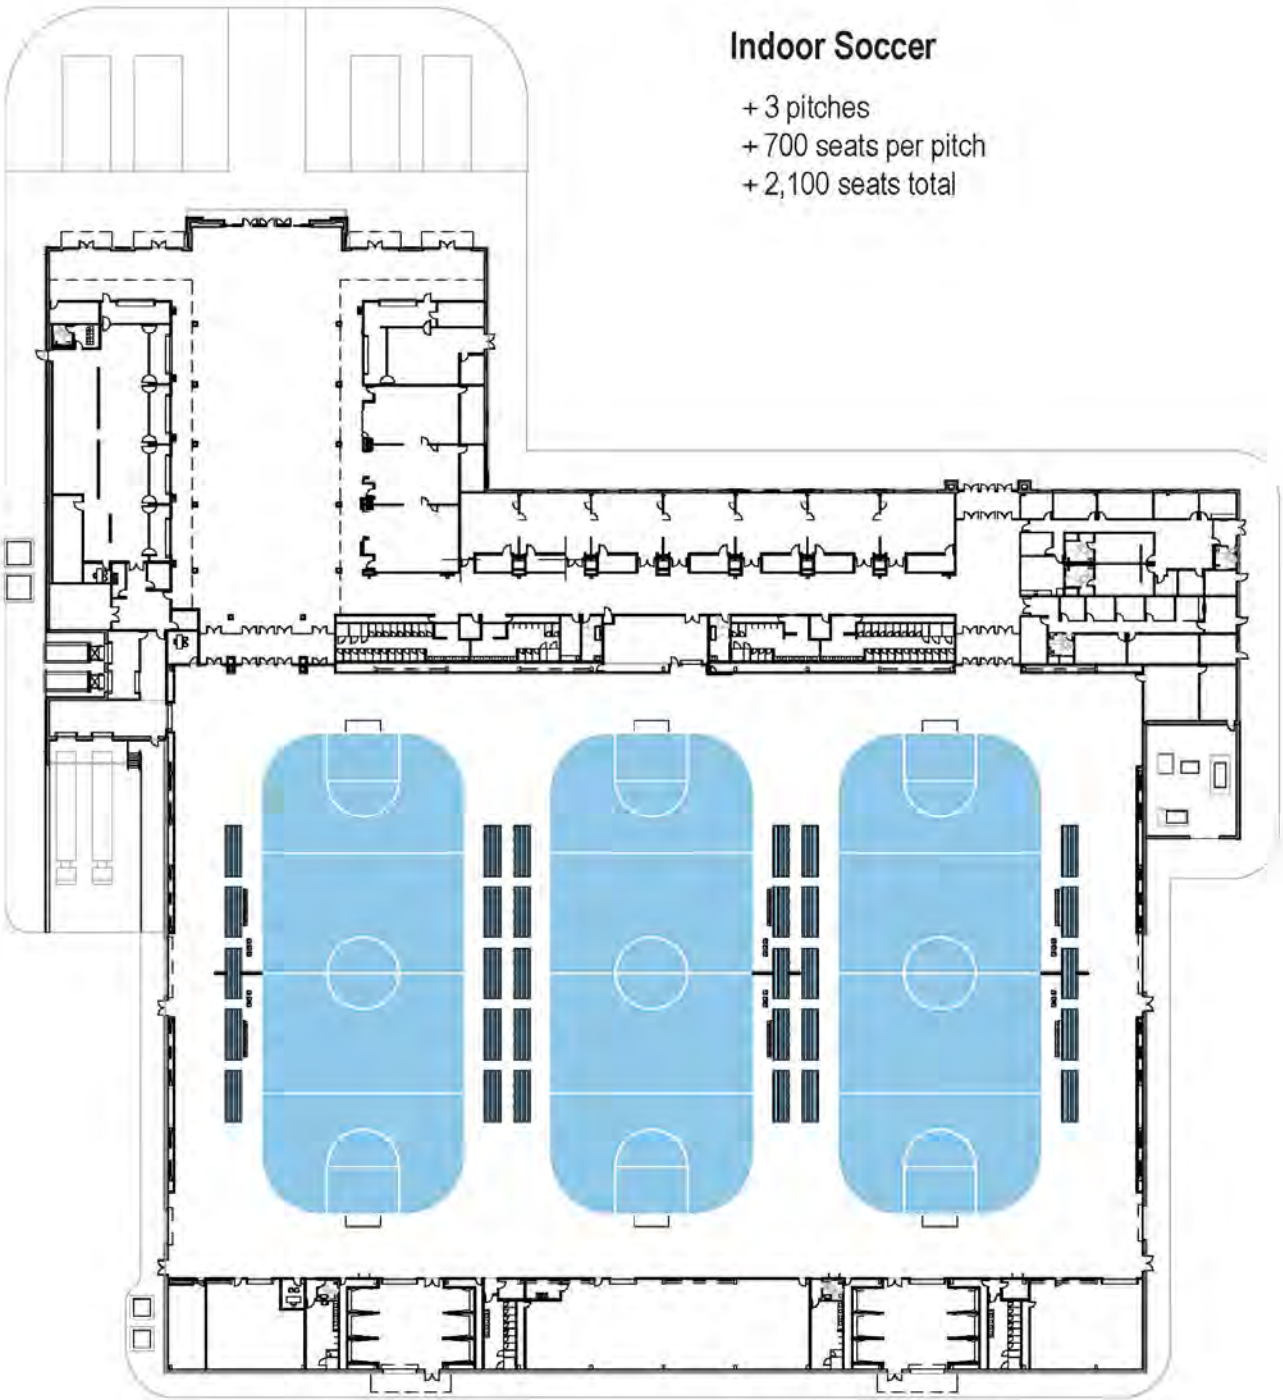 Indoor Soccer
+ 3 pitches
+ 700 seats per pitch
+ 2,100 seats total